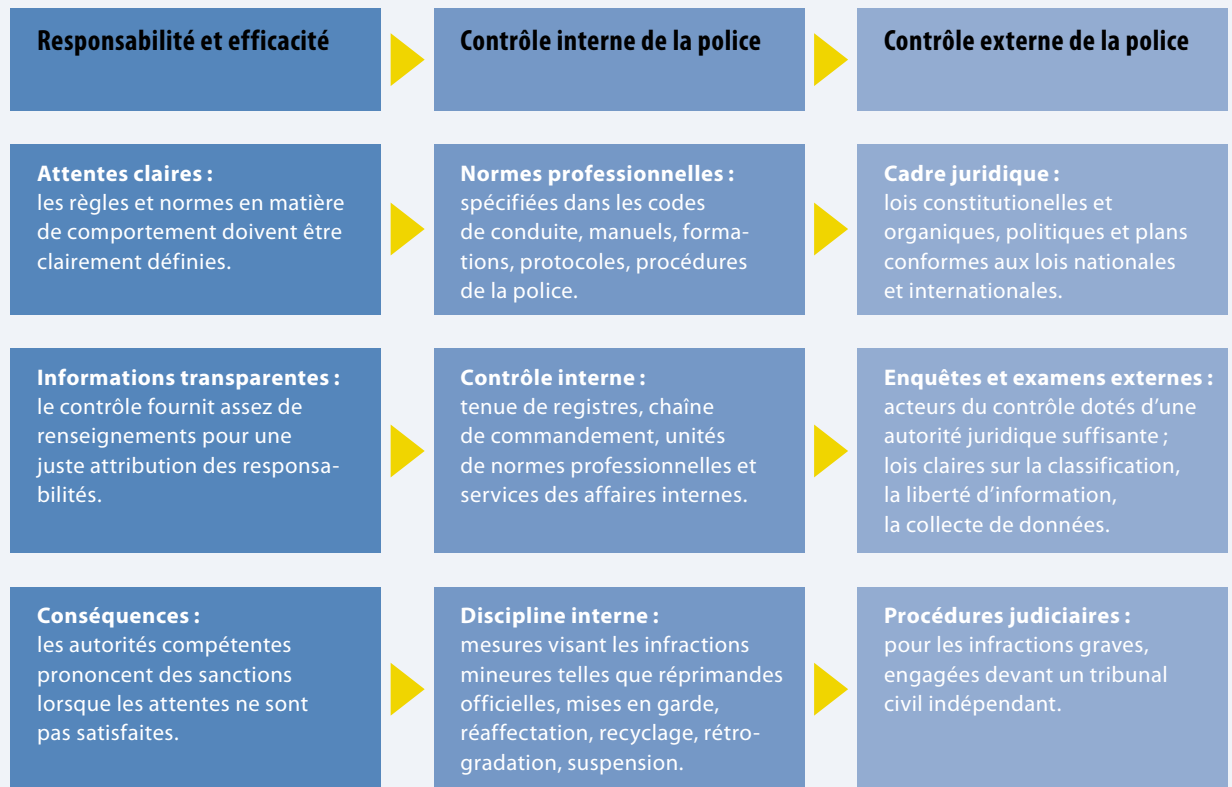 Responsabilité et efficacité
Contrôle interne de la police
Contrôle externe de la police
Attentes claires :
les règles et normes en matière
de comportement doivent être
clairement définies.
Normes professionnelles :
spécifiées dans les codes
de conduite, manuels, forma-
tions, protocoles, procédures
de la police.
Cadre juridique :
lois constitutionelles et
organiques, politiques et plans
conformes aux lois nationales
et internationales.
Informations transparentes :
le contrôle fournit assez de
renseignements pour une
juste attribution des responsa-
bilités.
Contrôle interne :
tenue de registres, chaîne
de commandement, unités
de normes professionnelles et
services des affaires internes.
Enquêtes et examens externes :
acteurs du contrôle dotés d’une
autorité juridique suffisante ;
lois claires sur la classification,
la liberté d’information,
la collecte de données.
Conséquences :
les autorités compétentes
prononcent des sanctions
lorsque les attentes ne sont
pas satisfaites.
Discipline interne :
mesures visant les infractions
mineures telles que réprimandes
officielles, mises en garde,
réaffectation, recyclage, rétro-
gradation, suspension.
Procédures judiciaires :
pour les infractions graves,
engagées devant un tribunal
civil indépendant.